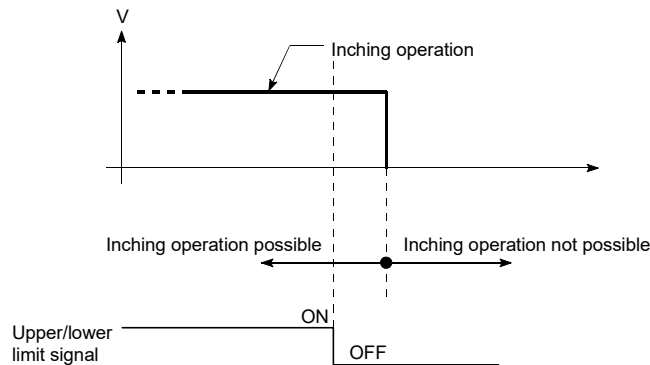 V
Inching operation
Inching operation possible
Inching operation not possible
ON
Upper/lower
limit signal
OFF